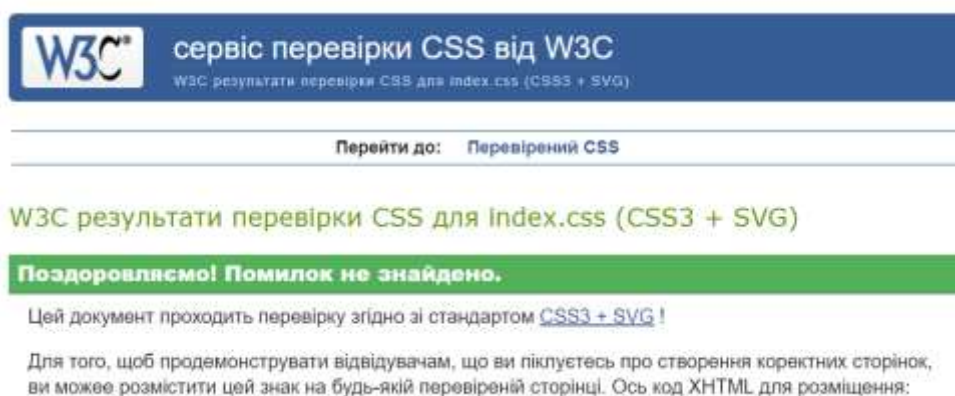 W3C®
сервіс перевірки CSS від W3C
W3C результати перевірки CSS для index.css (CSS3 + SVG)
Перейти до: Перевірений CSS
W3C результати перевірки CSS для index.css (CSS3 + SVG)
Поздоровляємо! Помилок не знайдено.
Цей документ проходить перевірку згідно зі стандартом CSS3 + SVG !
Для того, щоб продемонструвати відвідувачам, що ви піклуєтесь про створення коректних сторінок,
ви можее розмістити цей знак на будь-якій перевіреній сторінці. Ось код XHTML для розміщення: